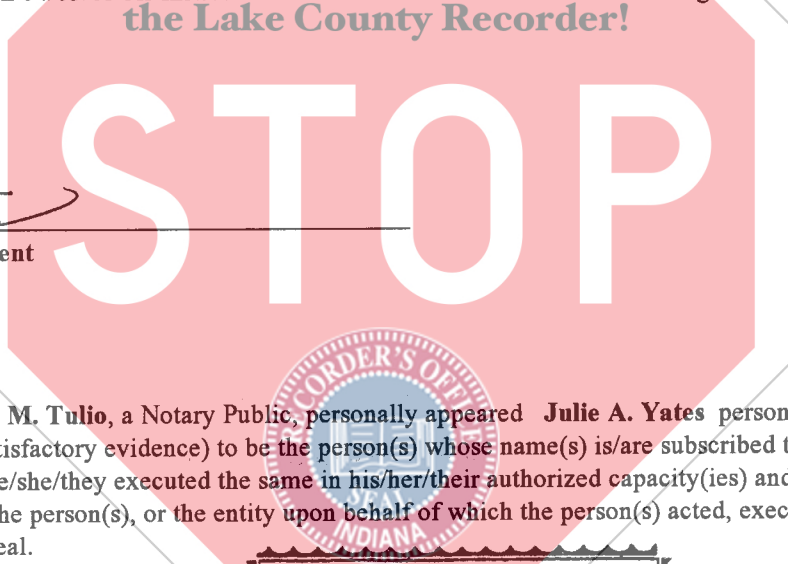 the Lake County Recorder!
STOP
ent
M. Tulio, a Notary Public, personally appeared Julie A. Yates person
tisfactory evidence) to be the person(s) whose name(s) is/are subscribed t
e/she/they executed the same in his/her/their authorized capacity(ies) and
he person(s), or the entity upon behalf of which the person(s) acted, exec
eal.
RECORDER'S OFFICE
SEAL
INDIANA